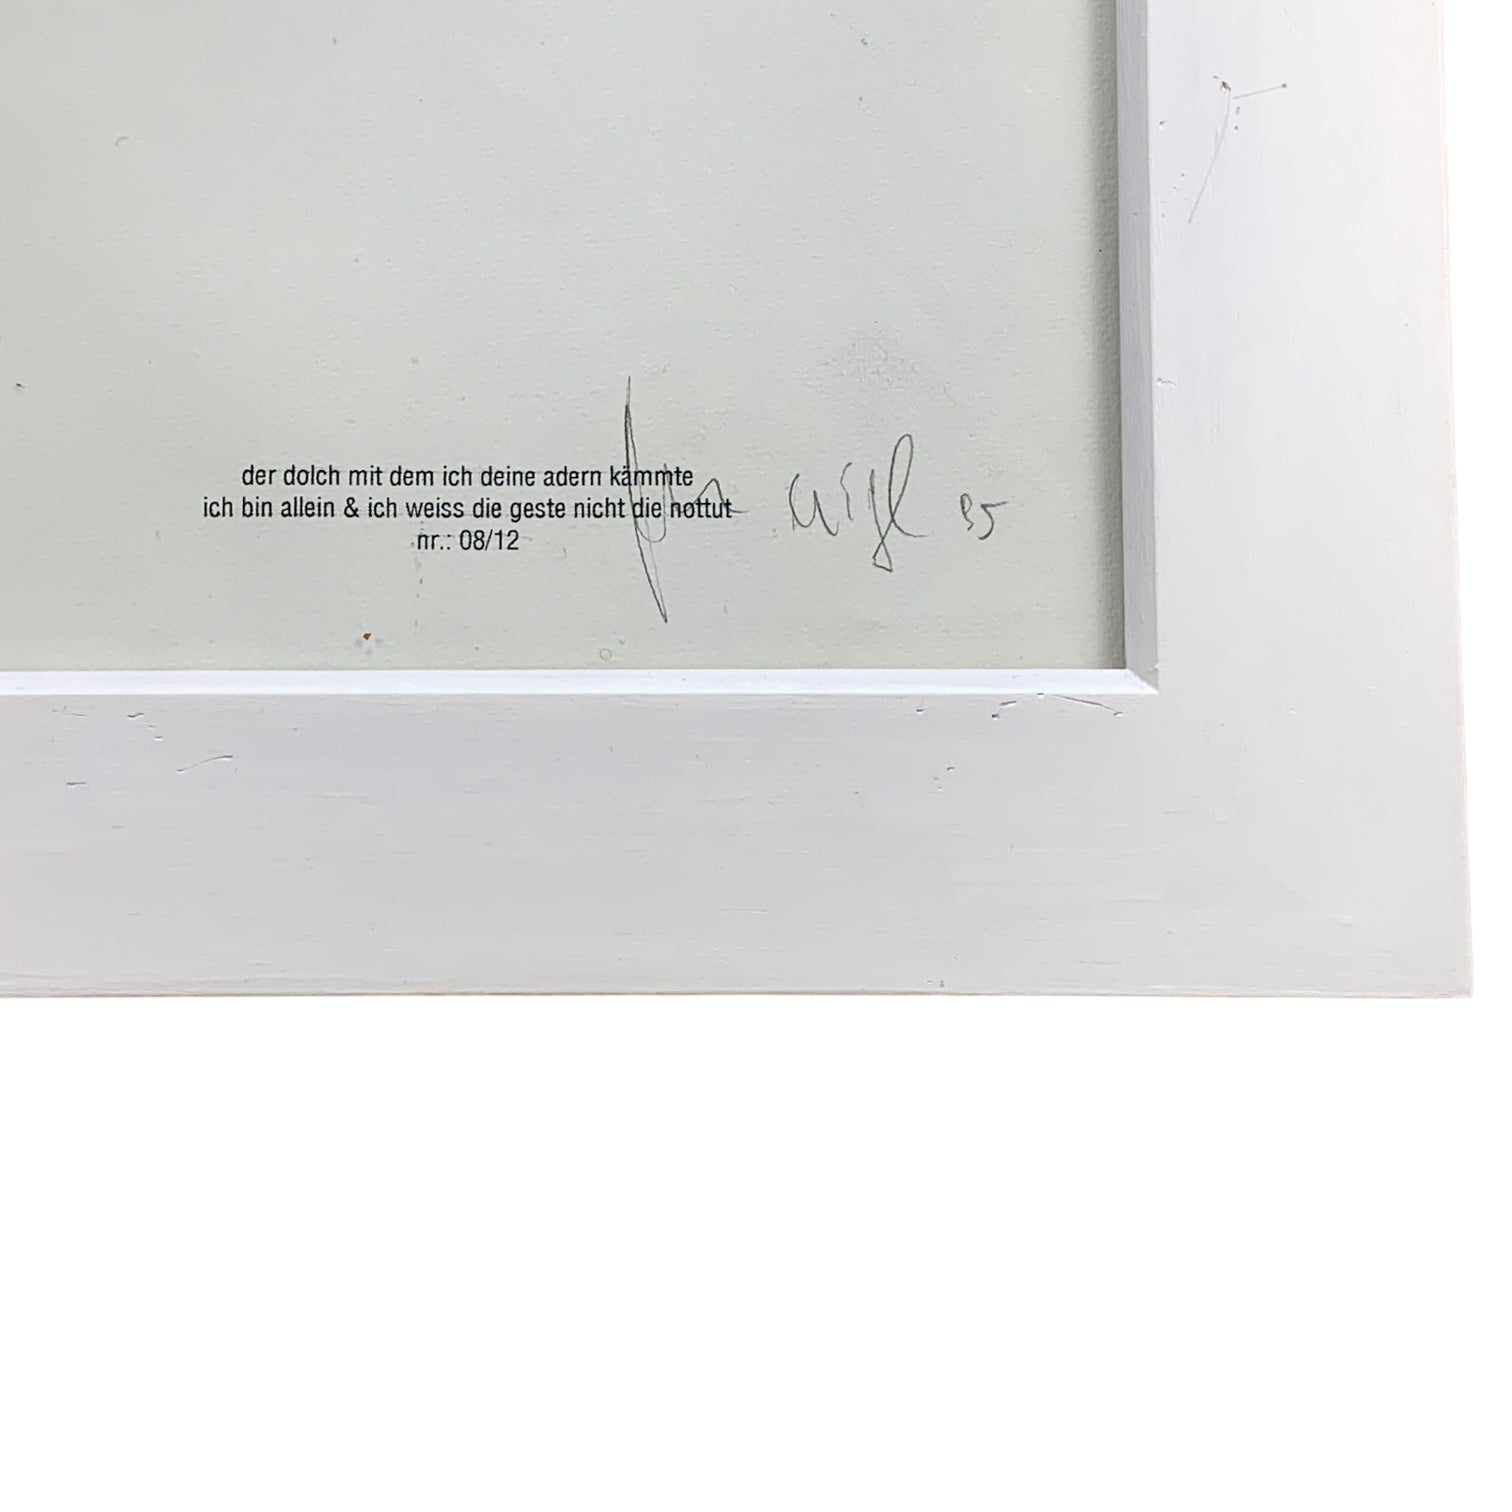 der dolch mit dem ich deine adern kämmte
ich bin allein & ich weiss die geste nicht die nottut
nr.: 08/12
95